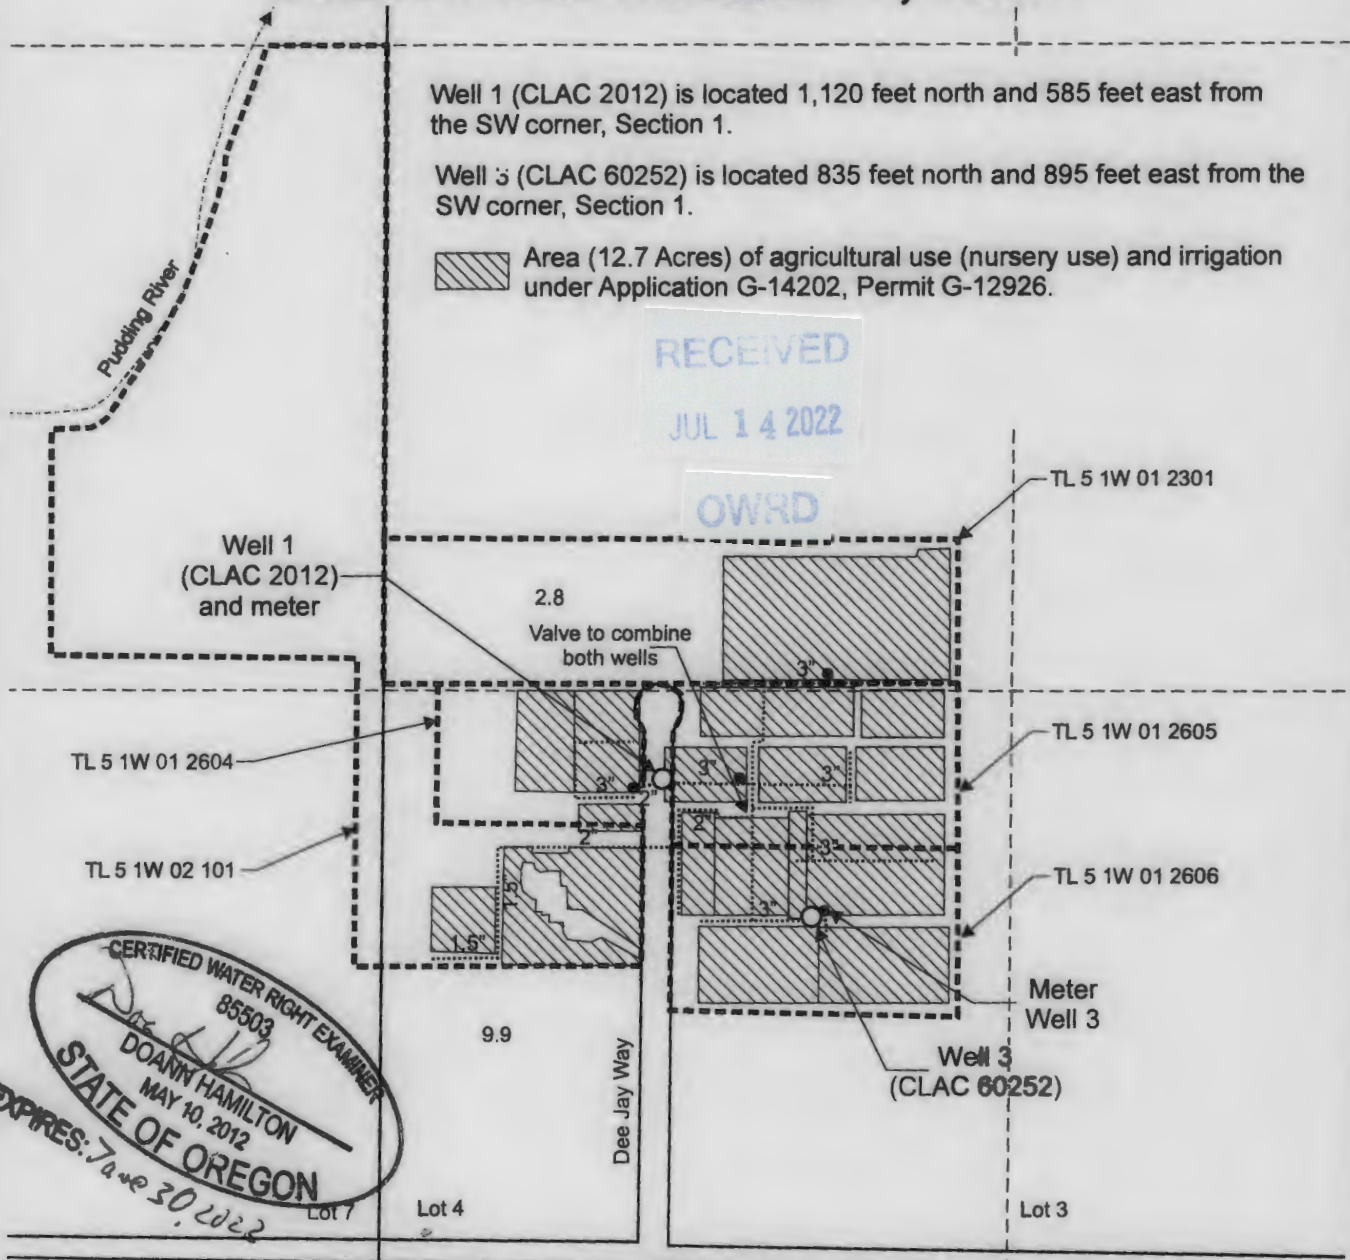 Well 1 (CLAC 2012) is located 1,120 feet north and 585 feet east from
the SW corner, Section 1.
Well 3 (CLAC 60252) is located 835 feet north and 895 feet east from the
SW corner, Section 1.
Area (12.7 Acres) of agricultural use (nursery use) and irrigation
under Application G-14202, Permit G-12926.
Pudding River
RECEIVED
JUL 14 2022
OWRD
TL 5 1W 01 2301
Well 1
(CLAC 2012)
and meter
2.8
Valve to combine
both wells
3"
TL 5 1W 01 2604
TL 5 1W 01 2605
3"
2"
3"
3"
2"
2"
3"
TL 5 1W 02 101
TL 5 1W 01 2606
1.5"
1.5"
3"
Meter
Well 3
Well 3
(CLAC 60252)
9.9
Dee Jay Way
CERTIFIED WATER RIGHT EXAMINER
85503
DOANN HAMILTON
MAY 10, 2012
STATE OF OREGON
EXPIRES: June 30, 2022
Lot 7
Lot 4
Lot 3